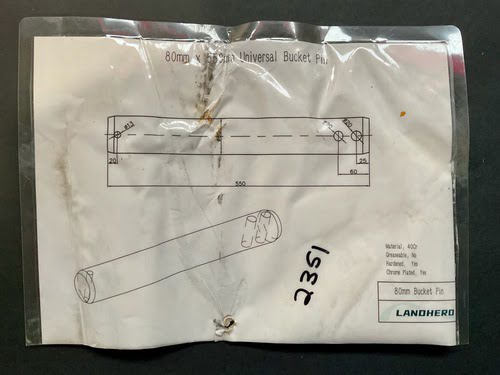 80mm x 550mm Universal Bucket Pin
ø13
ø20
20
25
60
550
2351
Material, 40Cr
Greaseable, No
Hardened, Yes
Chrome Plated, Yes
80mm Bucket Pin
LANDHERO